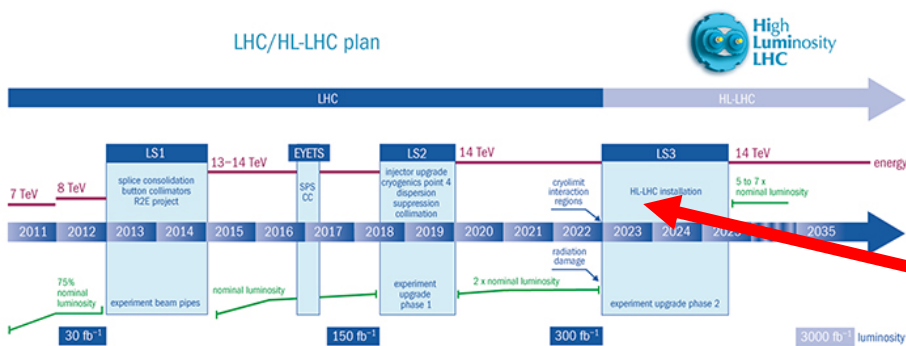 LHC/HL-LHC plan
High
Luminosity
LHC
LHC
HL-LHC
LS1
EYETS
LS2
LS3
13–14 TeV
14 TeV
14 TeV
energy
7 TeV
8 TeV
splice consolidation
button collimators
R2E project
SPS
CC
injector upgrade
cryogenics point 4
dispersion
suppression
collimation
cryolimit
interaction
regions
HL-LHC installation
5 to 7 x
nominal luminosity
2011 2012 2013 2014 2015 2016 2017 2018 2019 2020 2021 2022 2023 2024 2035
75%
nominal
luminosity
experiment beam pipes
nominal luminosity
experiment
upgrade
phase 1
2 x nominal luminosity
radiation
damage
experiment upgrade phase 2
30 fb⁻¹
150 fb⁻¹
300 fb⁻¹
3000 fb⁻¹
luminosity